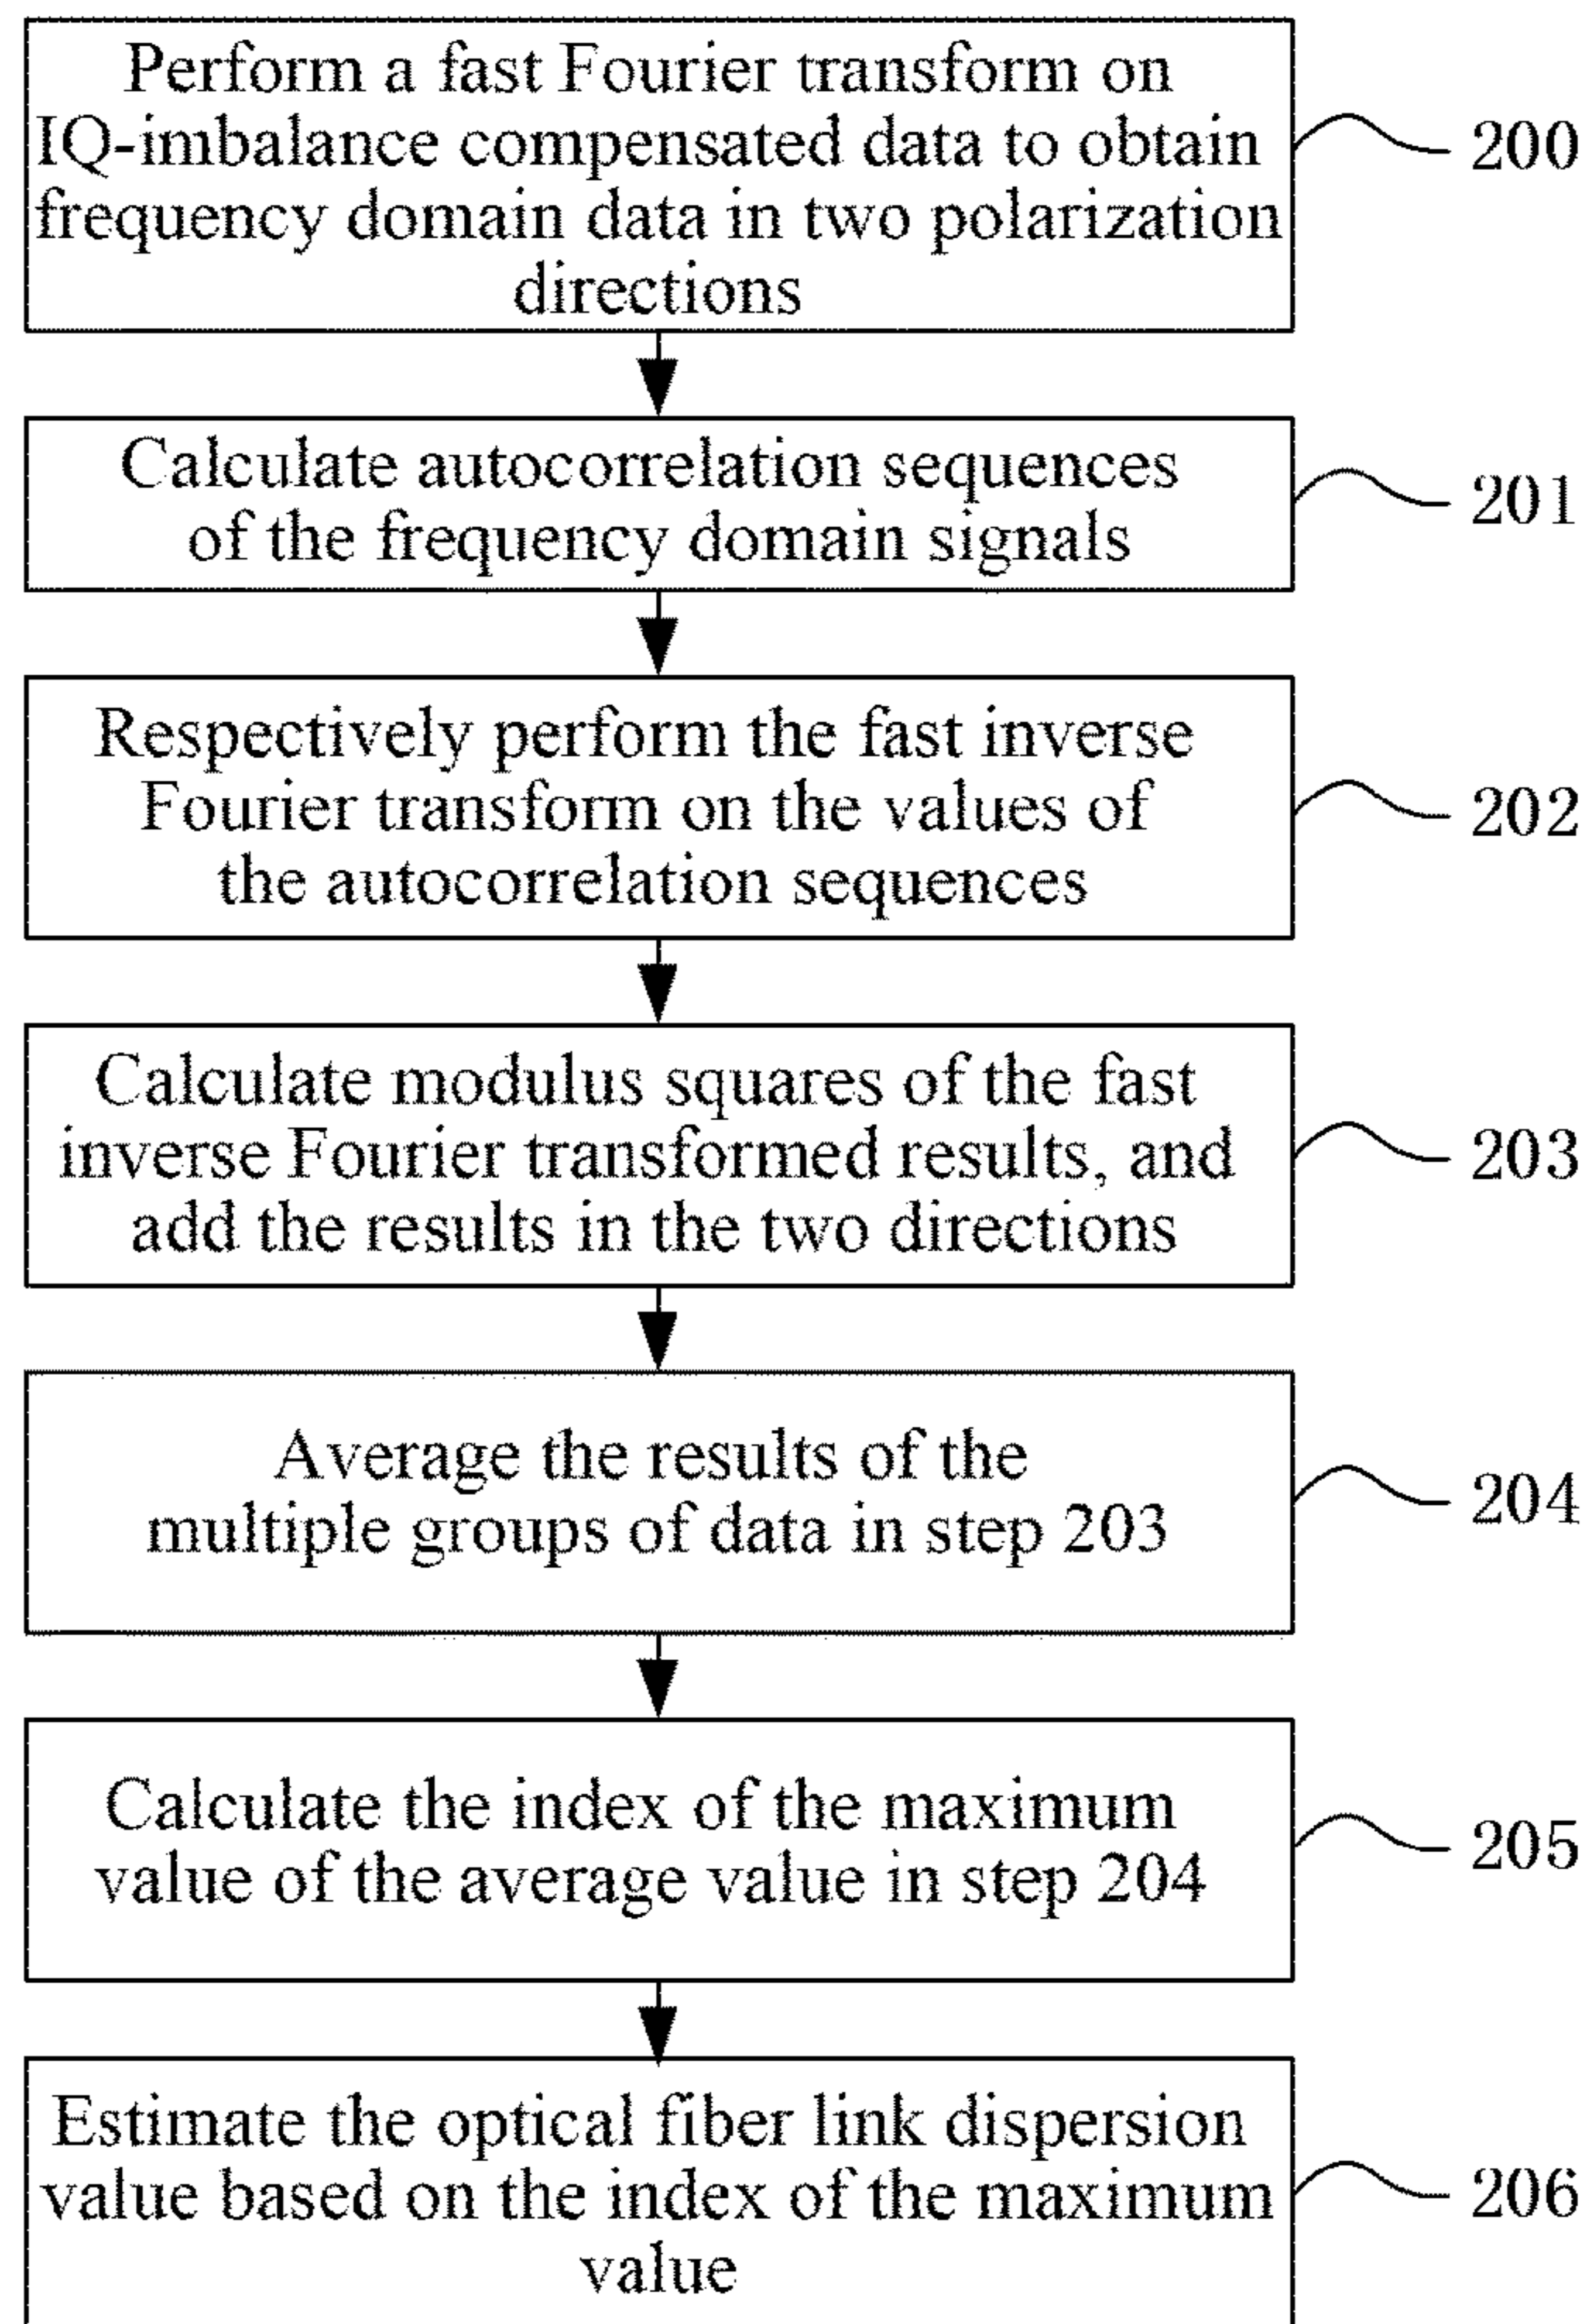 Perform a fast Fourier transform on
IQ-imbalance compensated data to obtain
frequency domain data in two polarization
directions
200
Calculate autocorrelation sequences
of the frequency domain signals
201
Respectively perform the fast inverse
Fourier transform on the values of
the autocorrelation sequences
202
Calculate modulus squares of the fast
inverse Fourier transformed results, and
add the results in the two directions
203
Average the results of the
multiple groups of data in step 203
204
Calculate the index of the maximum
value of the average value in step 204
205
Estimate the optical fiber link dispersion
value based on the index of the maximum
value
206